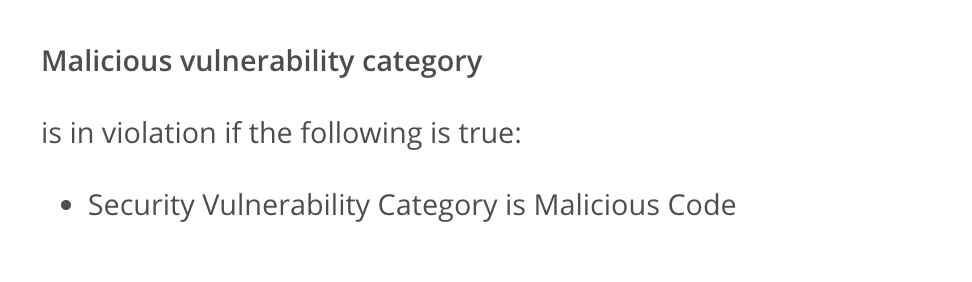 Malicious vulnerability category
is in violation if the following is true:
• Security Vulnerability Category is Malicious Code